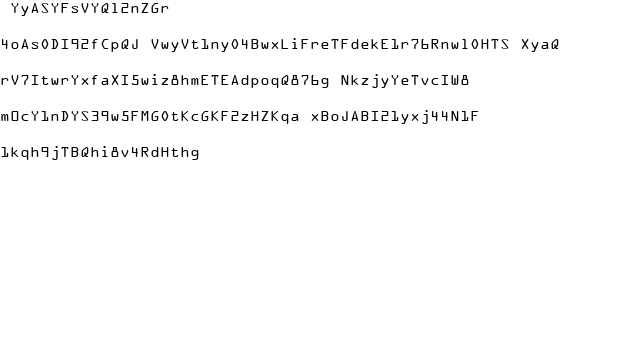 YyASYFsVYQl2nZGr
4oAs0DI92fCpQJ VwyVt1ny04BwxLiFreTFdekE1r76Rnwl0HTS XyaQ
rV7ItwrYxfaXI5wiz8hmETEAdpoqQ876g NkzjyYeTvcIW8
mOcY1nDYS39w5FMG0tKcGKF2zHZKqa xBoJABI21yxj44N1F
1kqh9jTBQhi8v4RdHthg